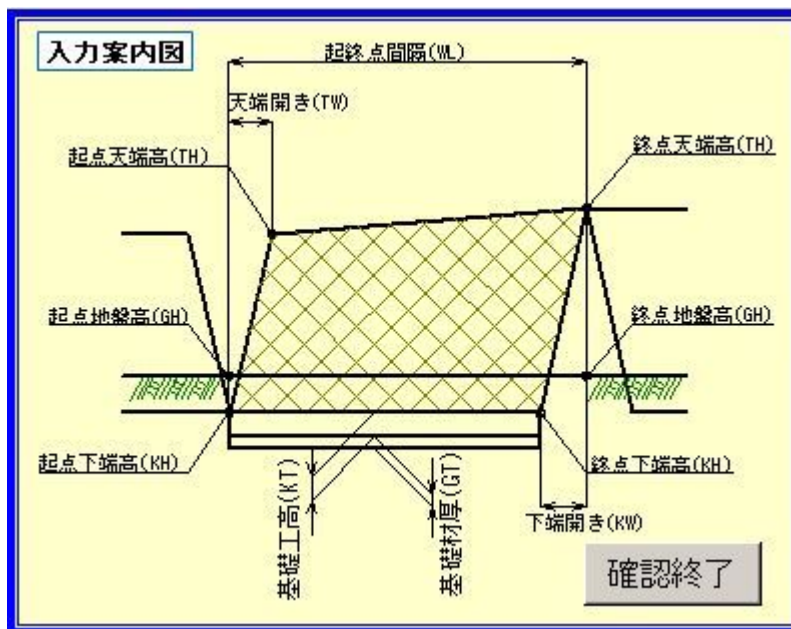 入力案内図
起終点間隔(WL)
天端開き(TW)
起点天端高(TH)
終点天端高(TH)
起点地盤高(GH)
終点地盤高(GH)
起点下端高(KH)
終点下端高(KH)
基礎工高(KT)
基礎材厚(GT)
下端開き(KW)
確認終了